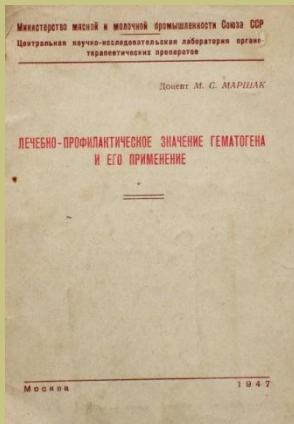 Министерство мясной и молочной промышленности Союза ССР
Центральная научно-исследовательская лаборатория органо-
терапевтических препаратов
Доцент М. С. МАРШАК
ЛЕЧЕБНО-ПРОФИЛАКТИЧЕСКОЕ ЗНАЧЕНИЕ ГЕМАТОГЕНА
И ЕГО ПРИМЕНЕНИЕ
Москва 1947